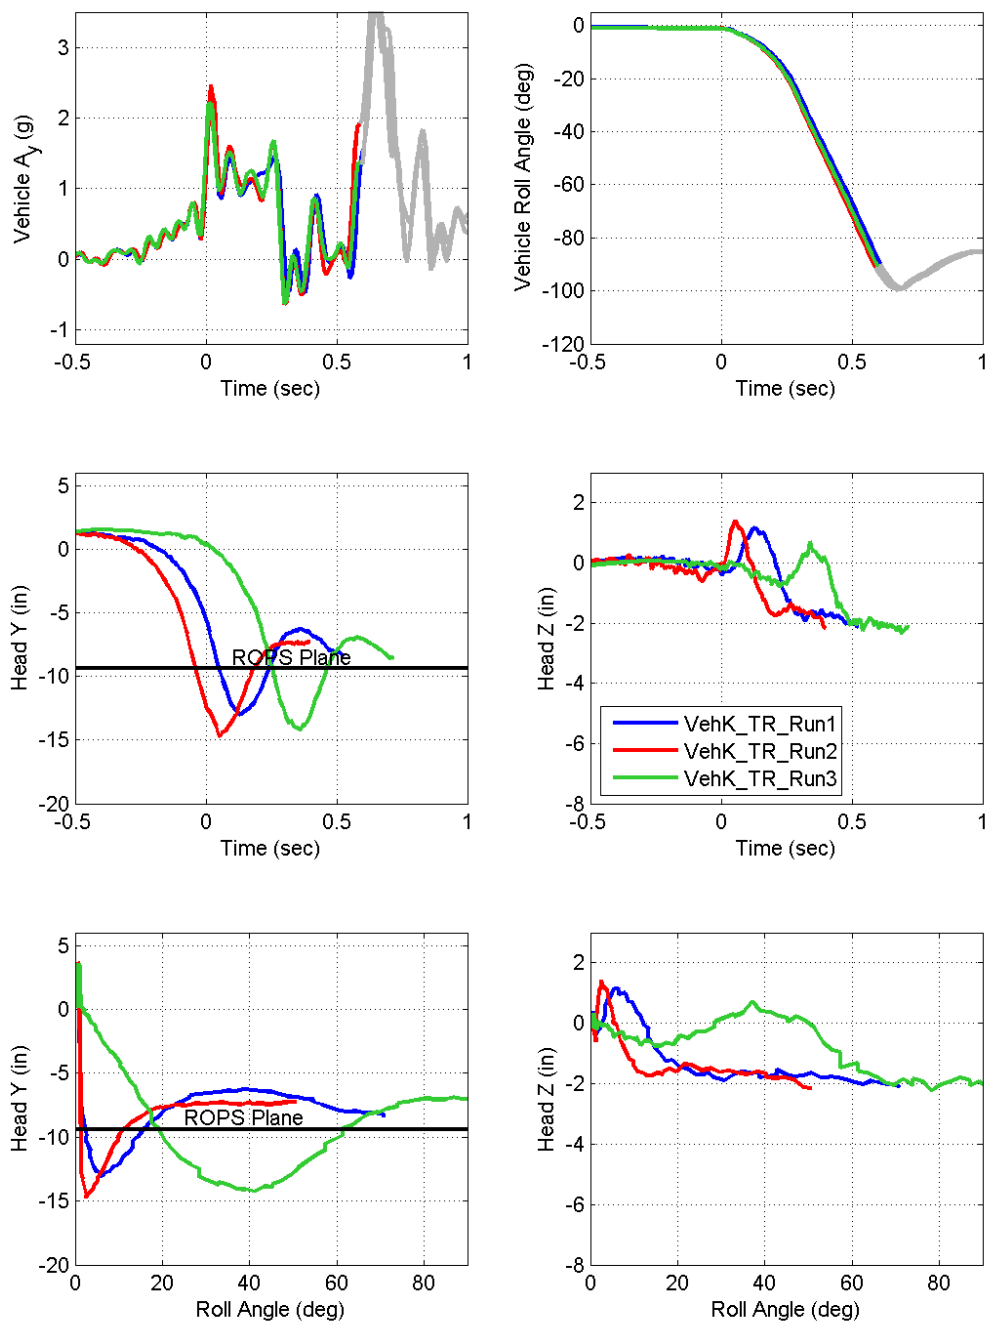 Vehicle Ay (g)
3
2
1
0
-1
-0.5 0 0.5 1
Time (sec)
Vehicle Roll Angle (deg)
0
-20
-40
-60
-80
-100
-120
-0.5 0 0.5 1
Time (sec)
Head Y (in)
5
0
-5
-10
-15
-20
ROPS Plane
-0.5 0 0.5 1
Time (sec)
Head Z (in)
2
0
-2
-4
-6
-8
VehK_TR_Run1
VehK_TR_Run2
VehK_TR_Run3
-0.5 0 0.5 1
Time (sec)
Head Y (in)
5
0
-5
-10
-15
-20
ROPS Plane
0 20 40 60 80
Roll Angle (deg)
Head Z (in)
2
0
-2
-4
-6
-8
0 20 40 60 80
Roll Angle (deg)